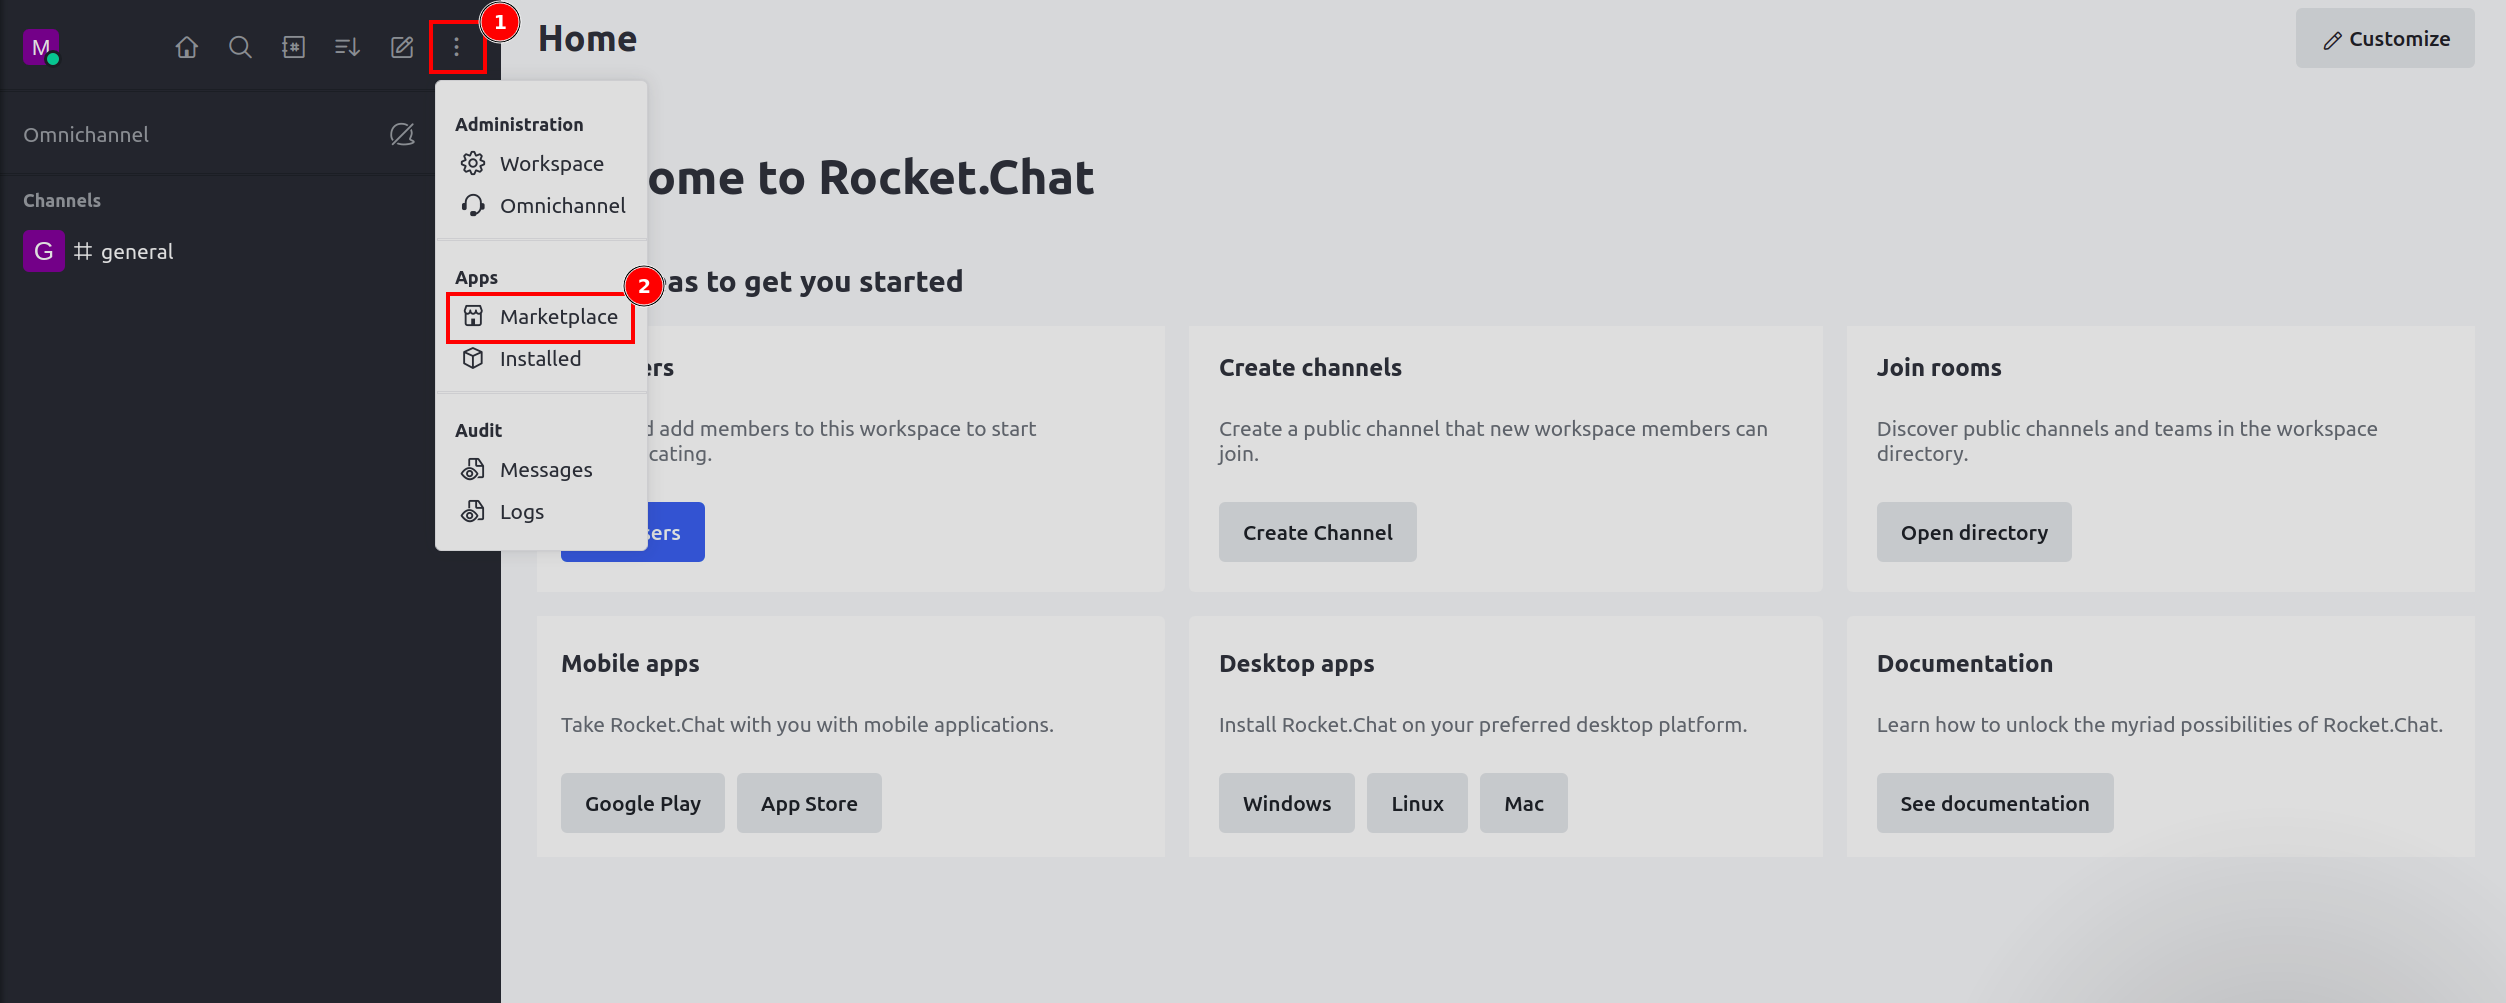 M
1
Home
Customize
Omnichannel
Channels
G
general
Administration
Workspace
Omnichannel
Apps
2
Marketplace
Installed
Audit
Messages
Logs
ome to Rocket.Chat
as to get you started
ers
d add members to this workspace to start
cating.
sers
Create channels
Create a public channel that new workspace members can
join.
Create Channel
Join rooms
Discover public channels and teams in the workspace
directory.
Open directory
Mobile apps
Take Rocket.Chat with you with mobile applications.
Google Play
App Store
Desktop apps
Install Rocket.Chat on your preferred desktop platform.
Windows
Linux
Mac
Documentation
Learn how to unlock the myriad possibilities of Rocket.Chat.
See documentation